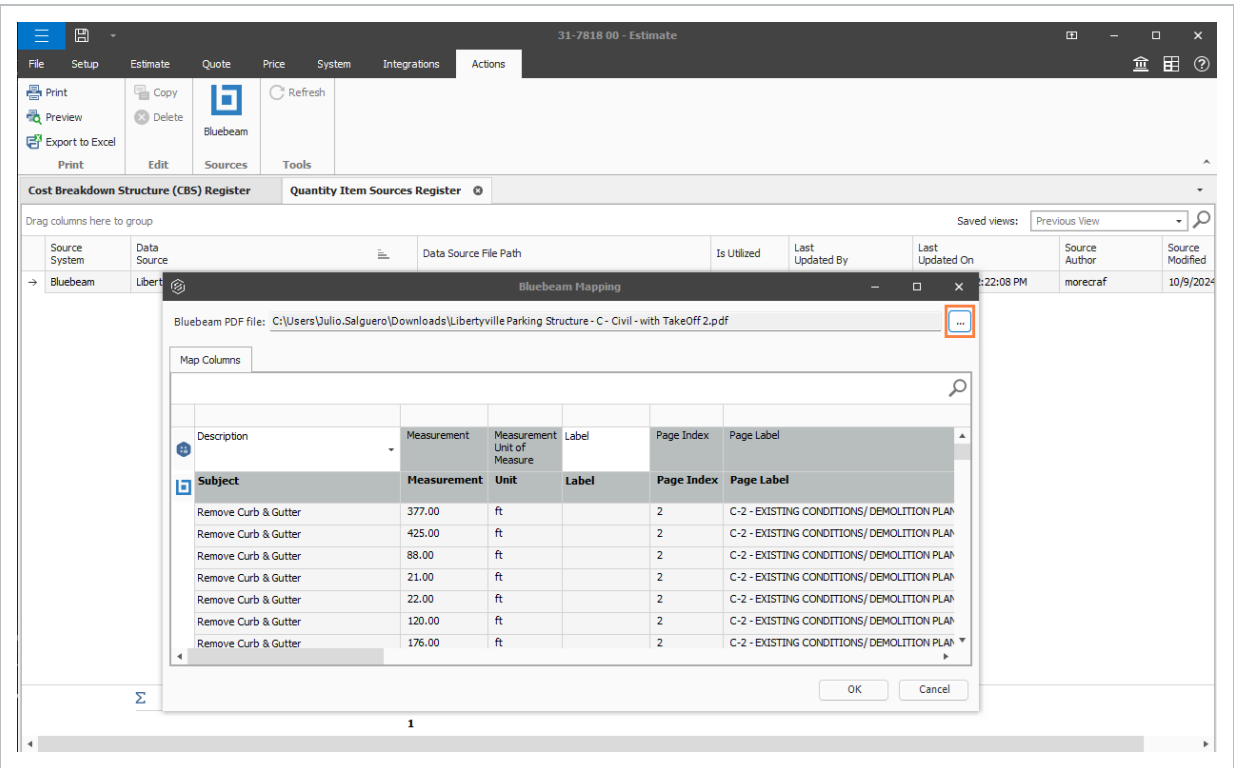 31-7818 00 - Estimate
File Setup Estimate Quote Price System Integrations Actions
Print Copy Refresh
Preview Delete
Bluebeam
Export to Excel
Print Edit Sources Tools
Cost Breakdown Structure (CBS) Register Quantity Item Sources Register
Drag columns here to group Saved views: Previous View
Source System Data Source Data Source File Path Is Utilized Last Updated By Last Updated On Source Author Source Modified
Bluebeam Libert :22:08 PM morecraf 10/9/2024
Bluebeam Mapping
Bluebeam PDF file: C:\Users\Julio.Salguero\Downloads\Libertyville Parking Structure - C - Civil - with TakeOff 2.pdf ...
Map Columns
Description Measurement Measurement Unit of Measure Label Page Index Page Label
Subject Measurement Unit Label Page Index Page Label
Remove Curb & Gutter 377.00 ft 2 C-2 - EXISTING CONDITIONS/ DEMOLITION PLAN
Remove Curb & Gutter 425.00 ft 2 C-2 - EXISTING CONDITIONS/ DEMOLITION PLAN
Remove Curb & Gutter 88.00 ft 2 C-2 - EXISTING CONDITIONS/ DEMOLITION PLAN
Remove Curb & Gutter 21.00 ft 2 C-2 - EXISTING CONDITIONS/ DEMOLITION PLAN
Remove Curb & Gutter 22.00 ft 2 C-2 - EXISTING CONDITIONS/ DEMOLITION PLAN
Remove Curb & Gutter 120.00 ft 2 C-2 - EXISTING CONDITIONS/ DEMOLITION PLAN
Remove Curb & Gutter 176.00 ft 2 C-2 - EXISTING CONDITIONS/ DEMOLITION PLAN
OK Cancel
Σ
1